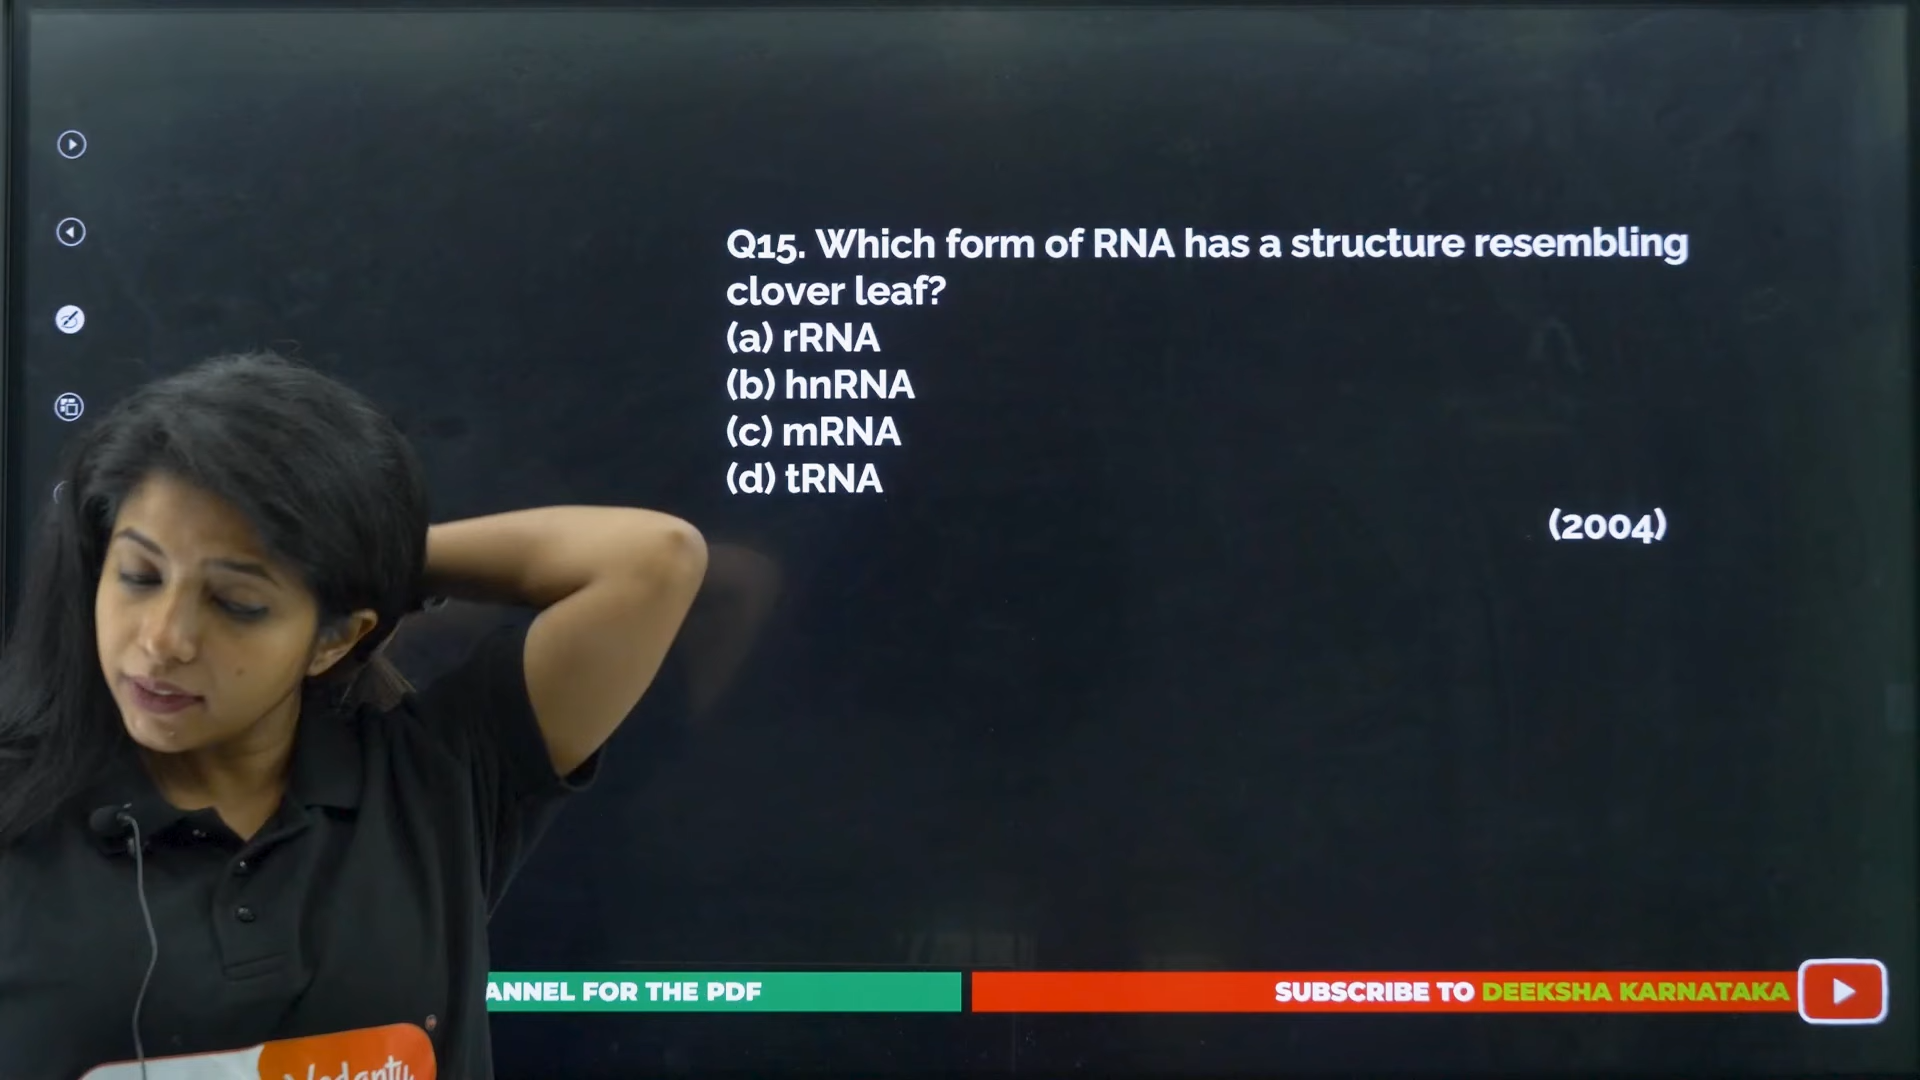 Q15. Which form of RNA has a structure resembling
clover leaf?
(a) rRNA
(b) hnRNA
(c) mRNA
(d) tRNA
(2004)
ANNEL FOR THE PDF
SUBSCRIBE TO DEEKSHA KARNATAKA
Vedantu